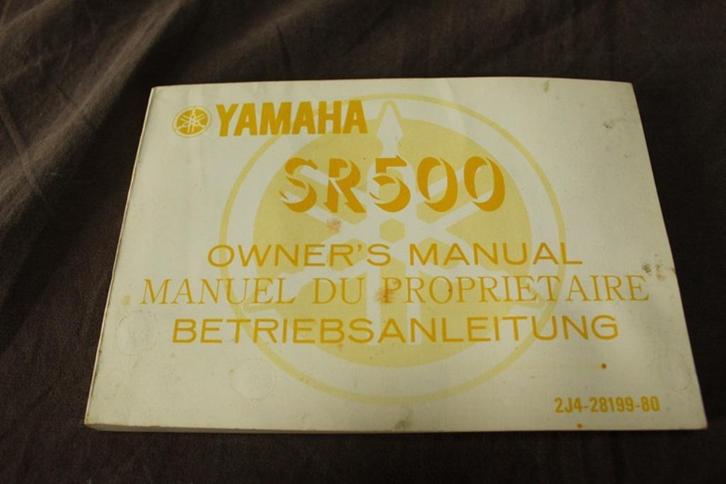 YAMAHA
SR500
OWNER'S MANUAL
MANUEL DU PROPRIETAIRE
BETRIEBSANLEITUNG
2J4-28199-80